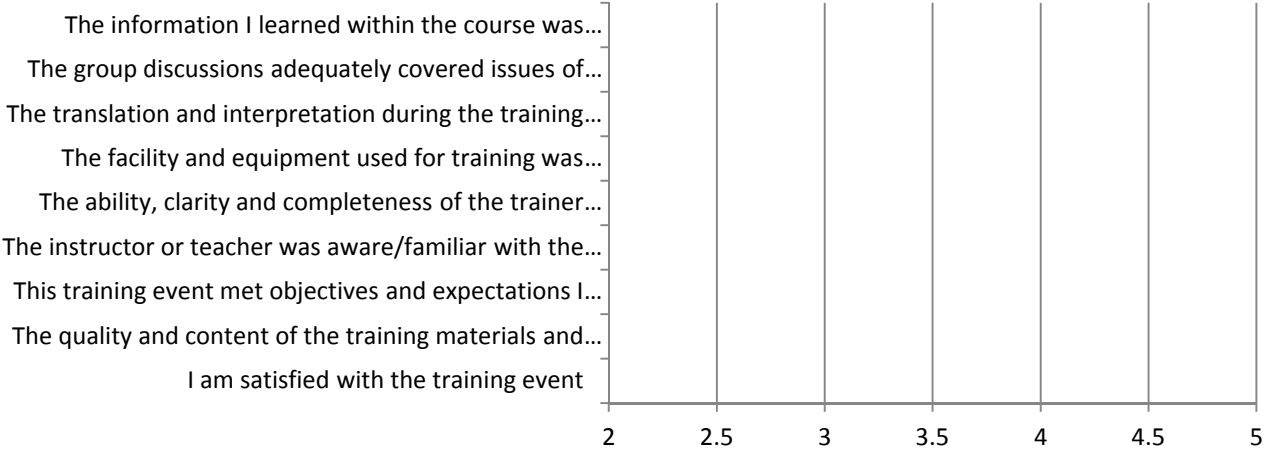 The information I learned within the course was…
The group discussions adequately covered issues of…
The translation and interpretation during the training…
The facility and equipment used for training was…
The ability, clarity and completeness of the trainer…
The instructor or teacher was aware/familiar with the…
This training event met objectives and expectations I…
The quality and content of the training materials and…
I am satisfied with the training event
2 2.5 3 3.5 4 4.5 5